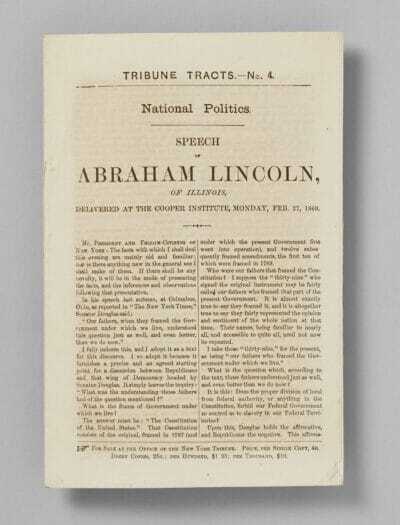 TRIBUNE TRACTS.—No. 4.
National Politics.
SPEECH
OF
ABRAHAM LINCOLN,
OF ILLINOIS,
DELIVERED AT THE COOPER INSTITUTE, MONDAY, FEB. 27, 1860.
MR. PRESIDENT AND FELLOW-CITIZENS OF
NEW YORK: The facts with which I shall deal
this evening are mainly old and familiar;
nor is there anything new in the general use I
shall make of them. If there shall be any
novelty, it will be in the mode of presenting
the facts, and the inferences and observations
following that presentation.
In his speech last autumn, at Columbus,
Ohio, as reported in "The New York Times,"
Senator Douglas said:
"Our fathers, when they framed the Gov-
ernment under which we live, understood
this question just as well, and even better,
than we do now."
I fully indorse this, and I adopt it as a text
for this discourse. I so adopt it because it
furnishes a precise and an agreed starting
point for a discussion between Republicans
and that wing of Democracy headed by
Senator Douglas. It simply leaves the inquiry:
"What was the understanding those fathers
had of the question mentioned?"
What is the frame of Government under
which we live?
The answer must be: "The Constitution
of the United States." That Constitution
consists of the original, framed in 1787 (and
under which the present Government first
went into operation), and twelve subse-
quently framed amendments, the first ten of
which were framed in 1789.
Who were our fathers that framed the Con-
stitution? I suppose the "thirty-nine" who
signed the original instrument may be fairly
called our fathers who framed that part of the
present Government. It is almost exactly
true to say they framed it, and it is altogether
true to say they fairly represented the opinion
and sentiment of the whole nation at that
time. Their names, being familiar to nearly
all, and accessible to quite all, need not now
be repeated.
I take these "thirty-nine," for the present,
as being "our fathers who framed the Gov-
ernment under which we live."
What is the question which, according to
the text, those fathers understood just as well,
and even better than we do now?
It is this: Does the proper division of local
from federal authority, or anything in the
Constitution, forbid our Federal Government
to control as to slavery in our Federal Terri-
tories?
Upon this, Douglas holds the affirmative,
and Republicans the negative. This affirma-
☞ FOR SALE AT THE OFFICE OF THE NEW YORK TRIBUNE. PRICE, PER SINGLE COPY, 4c.
DOZEN COPIES, 25c.; PER HUNDRED, $1 25; PER THOUSAND, $10.